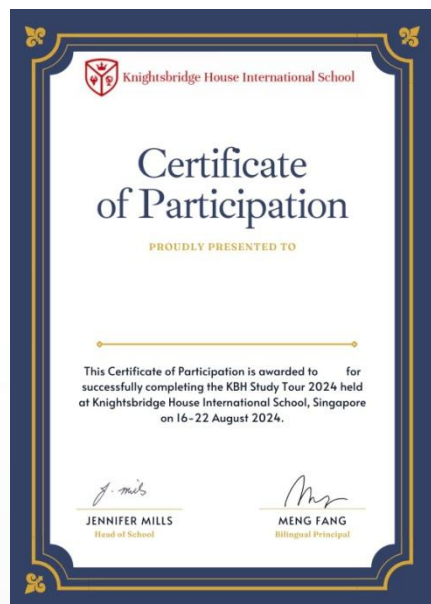 Knightsbridge House International School
Certificate
of Participation
PROUDLY PRESENTED TO
This Certificate of Participation is awarded to for
successfully completing the KBH Study Tour 2024 held
at Knightsbridge House International School, Singapore
on 16-22 August 2024.
J. mills
JENNIFER MILLS
MENG FANG
Head of School
Bilingual Principal